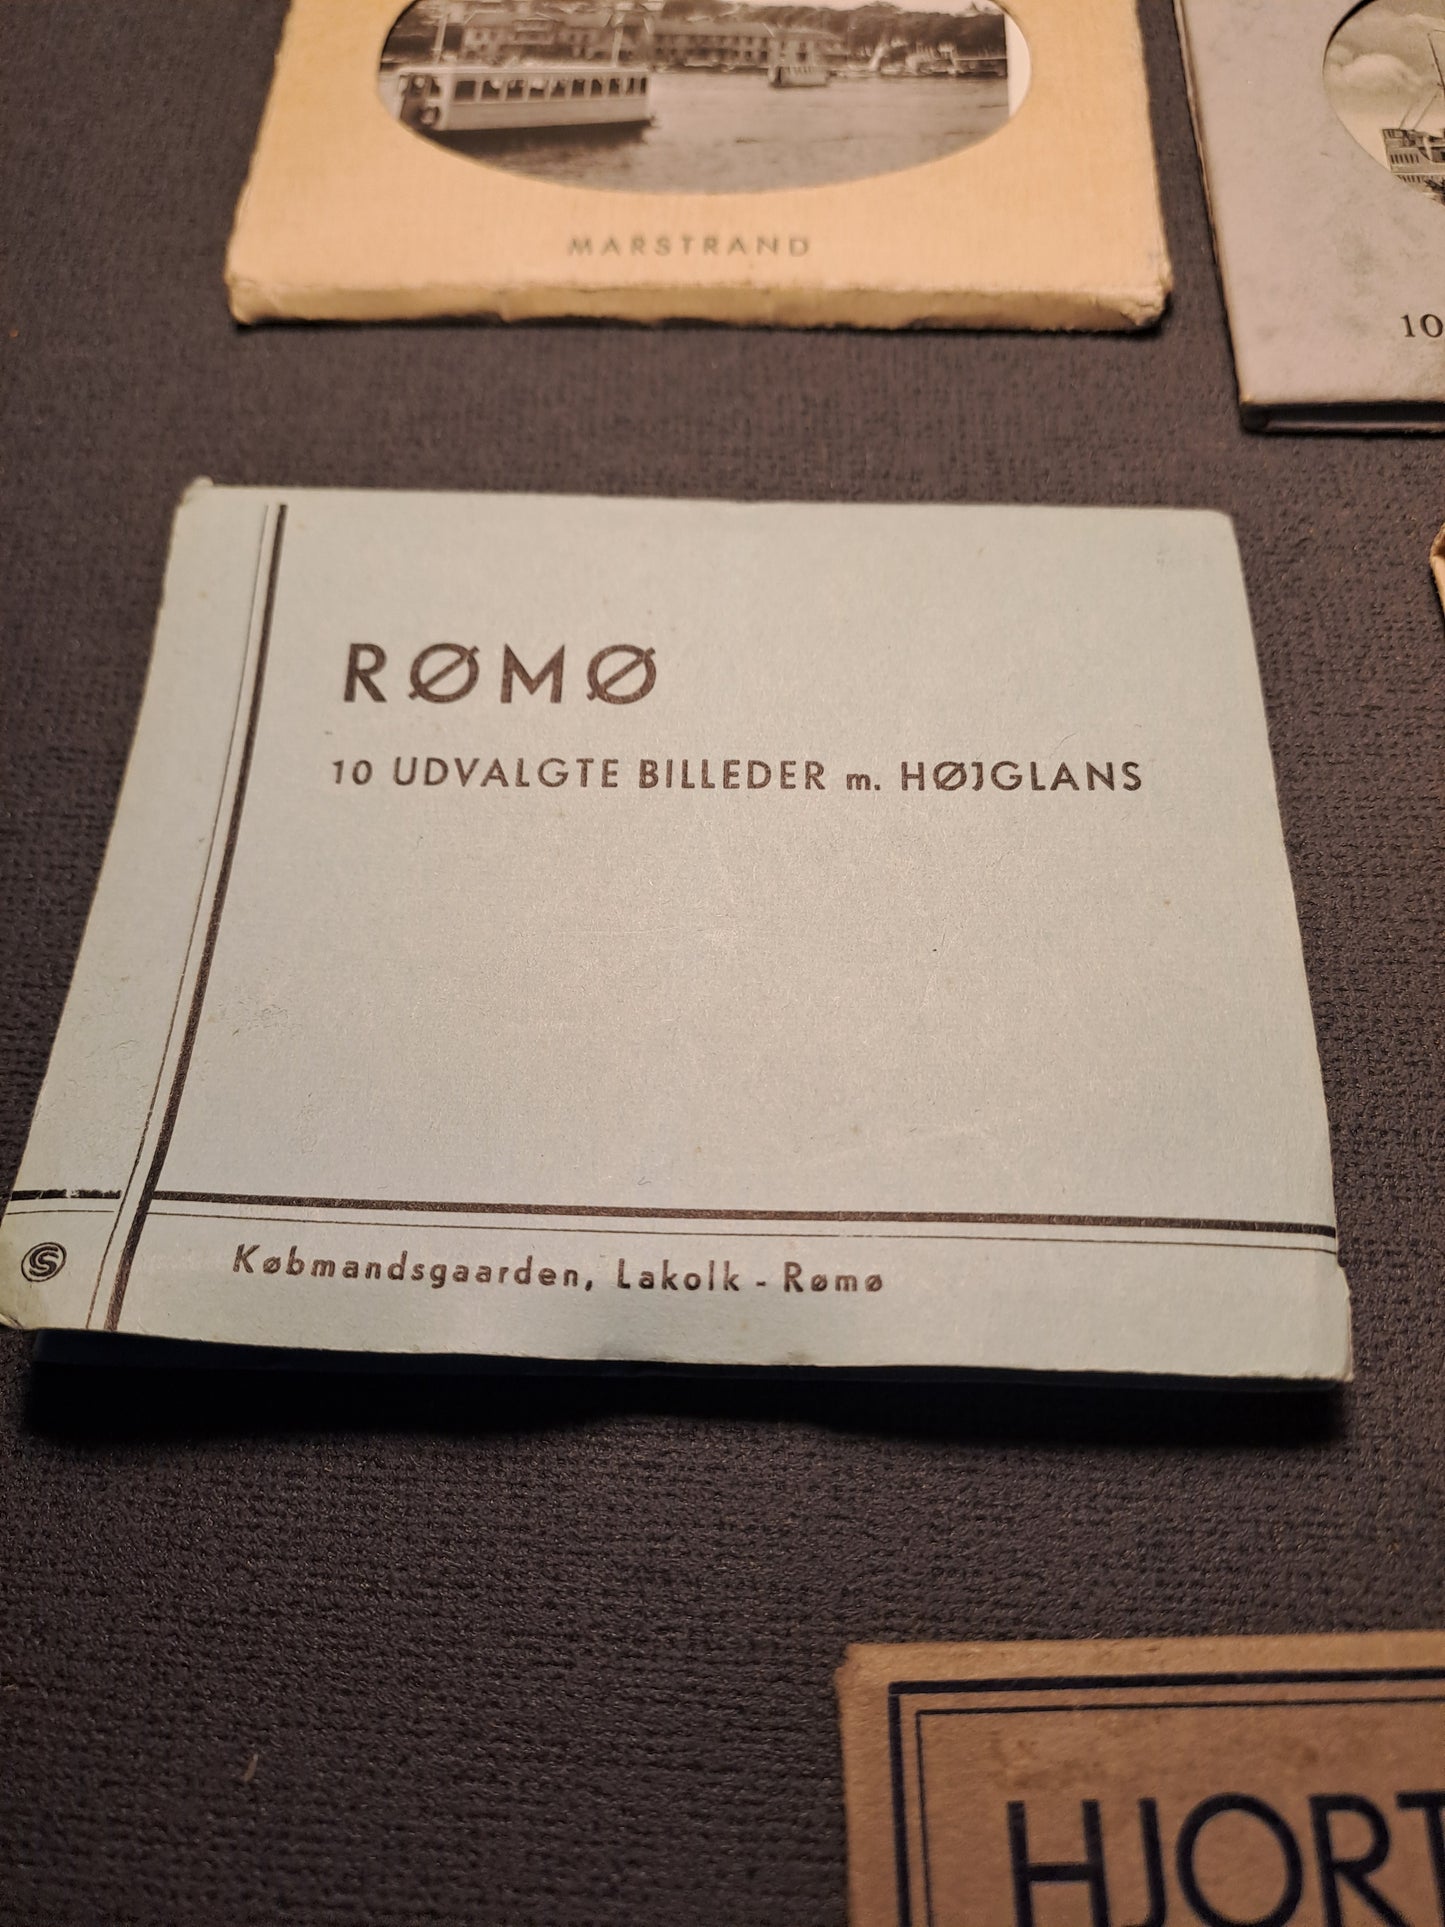 MARSTRAND
10
RØMØ
10 UDVALGTE BILLEDER m. HØJGLANS
S
Købmandsgaarden, Lakolk - Rømø
HJORT